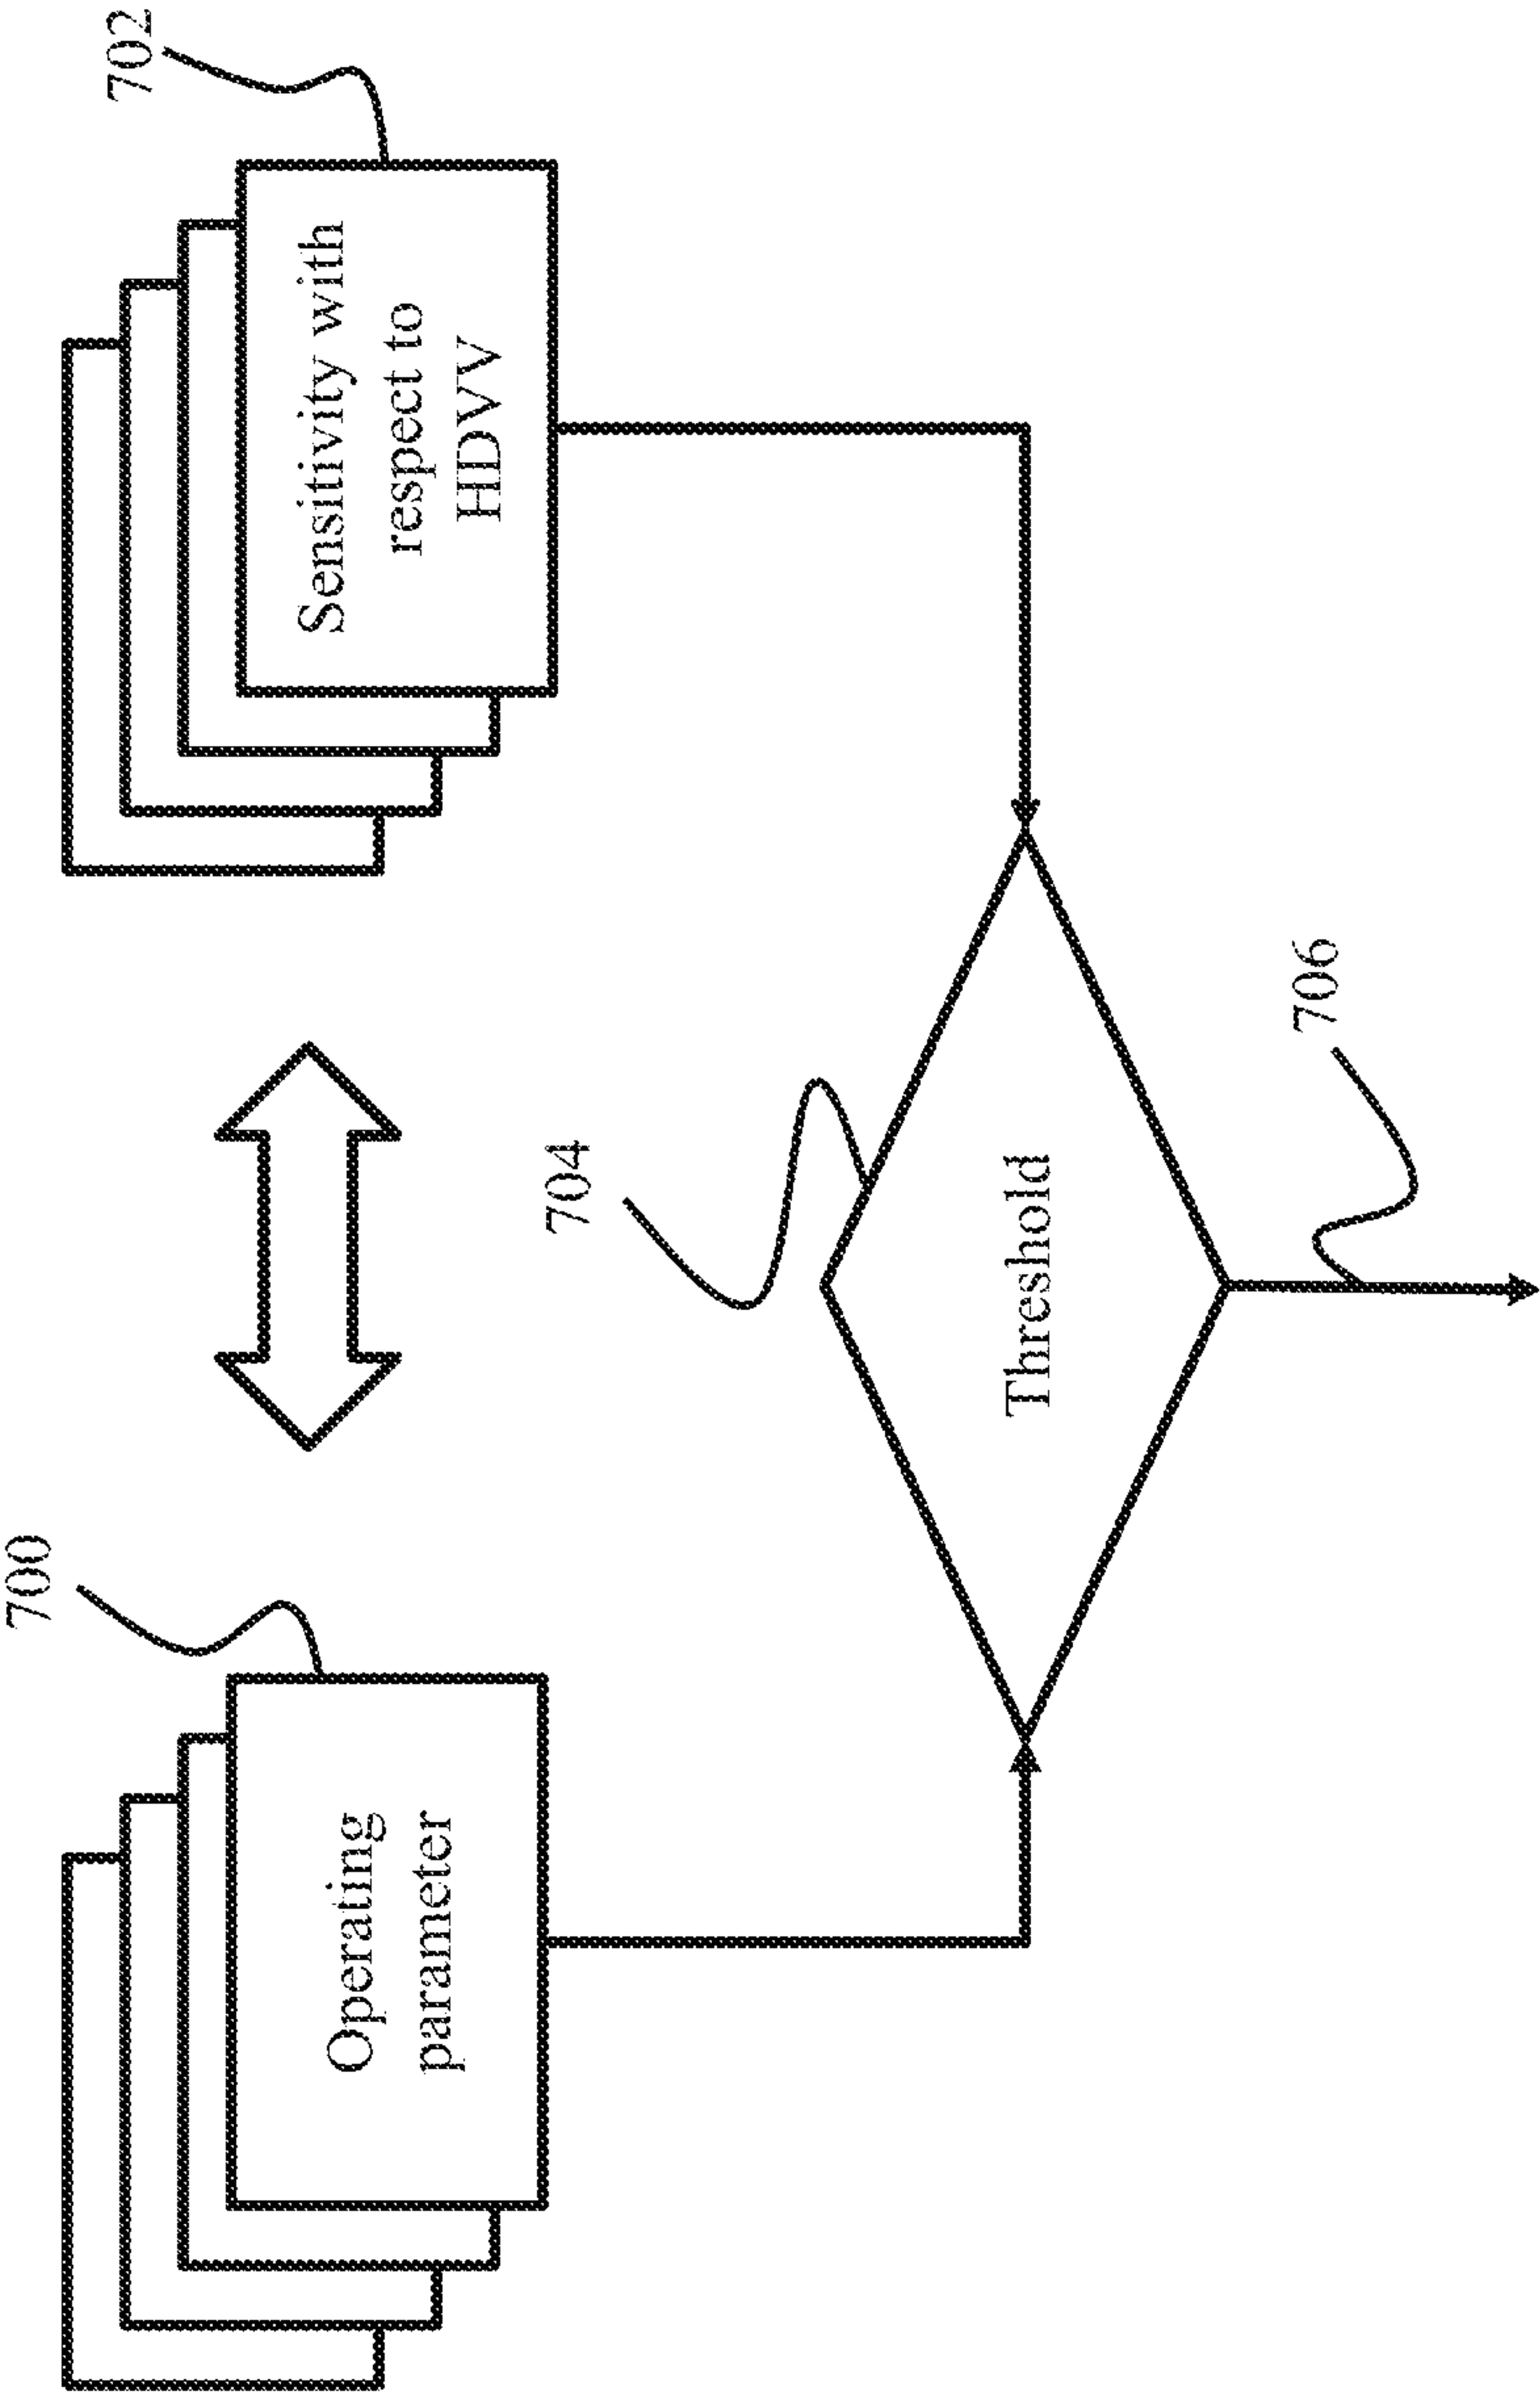 700
Operating
parameter
702
Sensitivity with
respect to
HDVV
704
Threshold
706